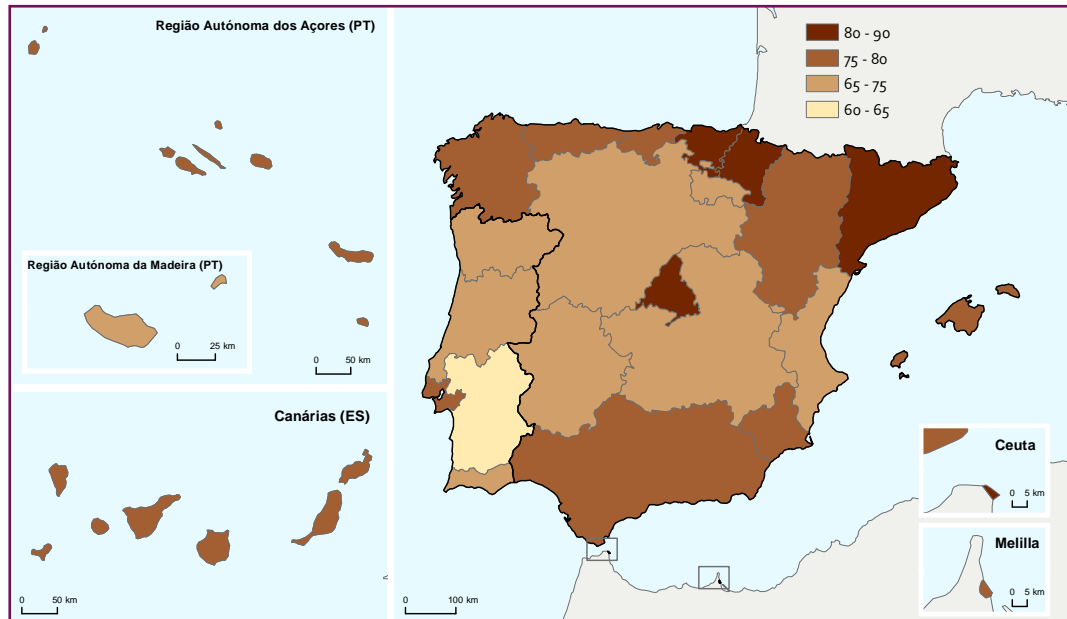 Região Autónoma dos Açores (PT)
80 - 90
75 - 80
65 - 75
60 - 65
Região Autónoma da Madeira (PT)
0 25 km
0 50 km
Canárias (ES)
0 50 km
0 100 km
Ceuta
0 5 km
Melilla
0 5 km